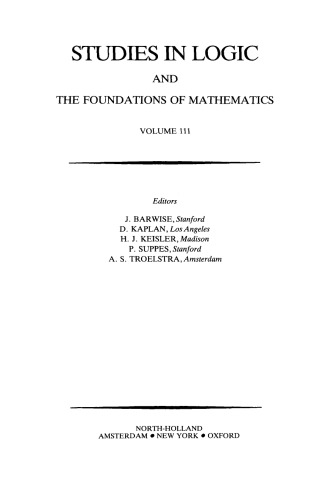 STUDIES IN LOGIC
AND
THE FOUNDATIONS OF MATHEMATICS
VOLUME 111
Editors
J. BARWISE, Stanford
D. KAPLAN, Los Angeles
H. J. KEISLER, Madison
P. SUPPES, Stanford
A. S. TROELSTRA, Amsterdam
NORTH-HOLLAND
AMSTERDAM • NEW YORK • OXFORD